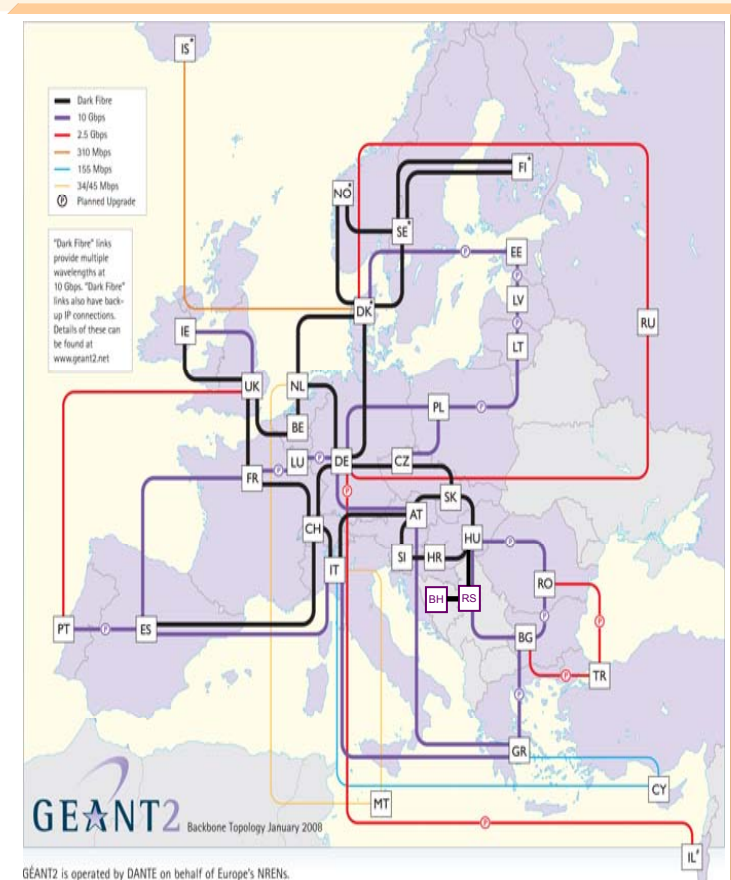 IS*
Dark Fibre
10 Gbps
2.5 Gbps
310 Mbps
155 Mbps
34/45 Mbps
P Planned Upgrade
"Dark Fibre" links
provide multiple
wavelengths at
10 Gbps. "Dark Fibre"
links also have back-
up IP connections.
Details of these can
be found at
www.geant2.net
FI*
NO*
SE*
P
EE
P
LV
DK*
P
RU
IE
LT
UK
NL
PL
P
BE
LU
P
DE
CZ
FR
P
P
SK
AT
CH
HU
P
SI
HR
IT
RO
BH
RS
P
P
PT
P
ES
BG
P
TR
P
GR
CY
MT
P
IL#
GEANT2 Backbone Topology January 2008
GÉANT2 is operated by DANTE on behalf of Europe's NRENs.